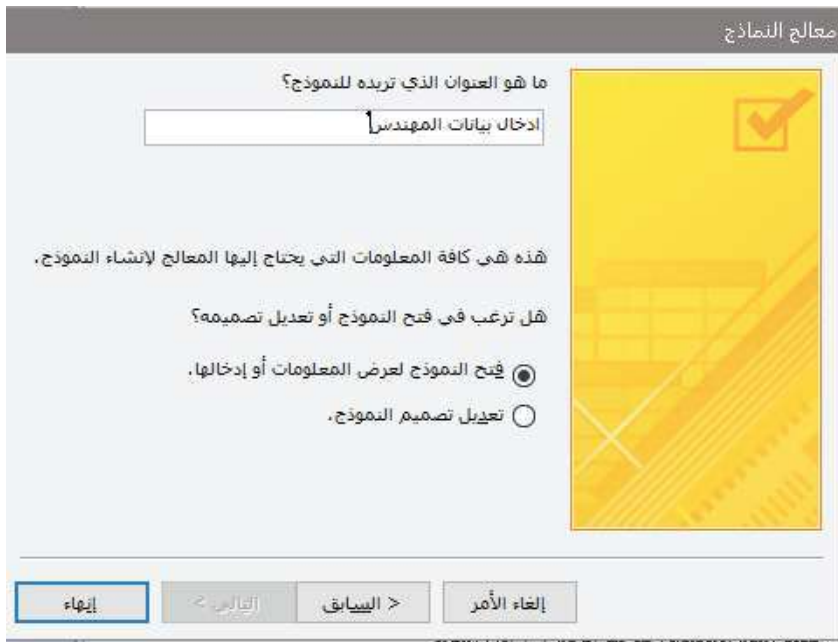 معالج النماذج
ما هو العنوان الذي تريده للنموذج؟
ادخال بيانات المهندس
هذه هي كافة المعلومات التي يحتاج إليها المعالج لإنشاء النموذج.
هل ترغب في فتح النموذج أو تعديل تصميمه؟
فتح النموذج لعرض المعلومات أو إدخالها.
تعديل تصميم النموذج.
إلغاء الأمر
< السابق
التالي >
إنهاء